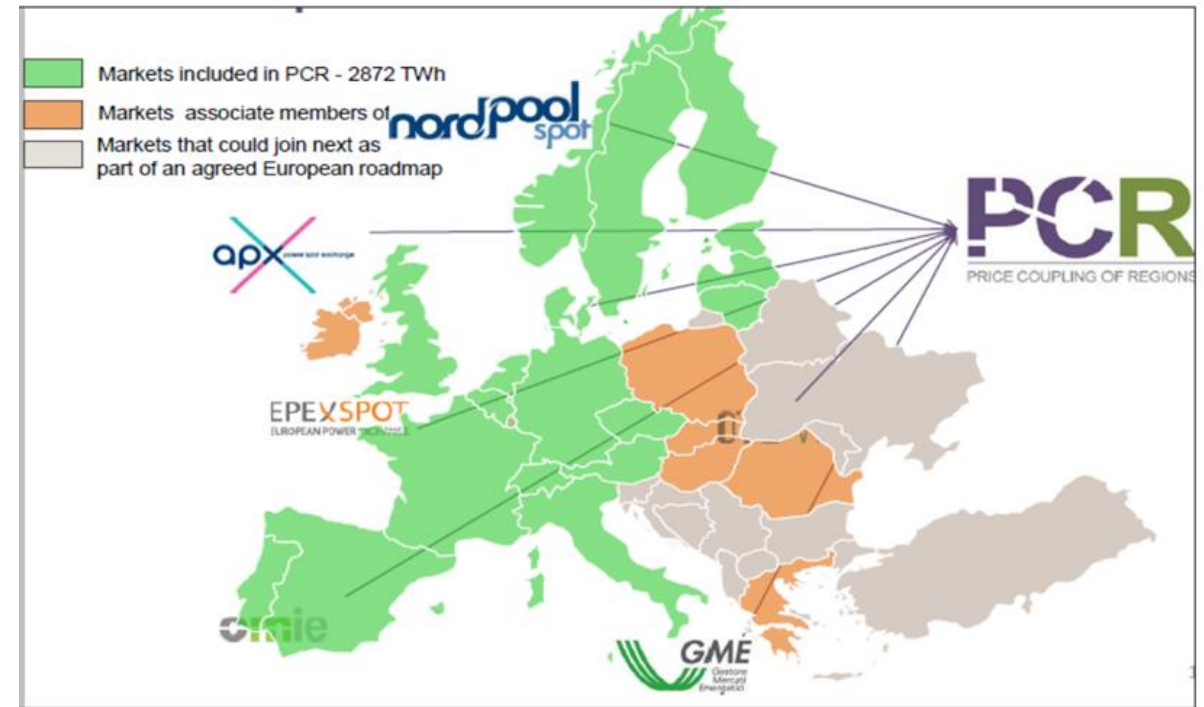 Markets included in PCR - 2872 TWh
Markets associate members of
Markets that could join next as
part of an agreed European roadmap
nordpool
spot
apx
power spot exchange
PCR
PRICE COUPLING OF REGIONS
EPEXSPOT
EUROPEAN POWER
omie
GME
Gestore
Mercati
Energetici
1